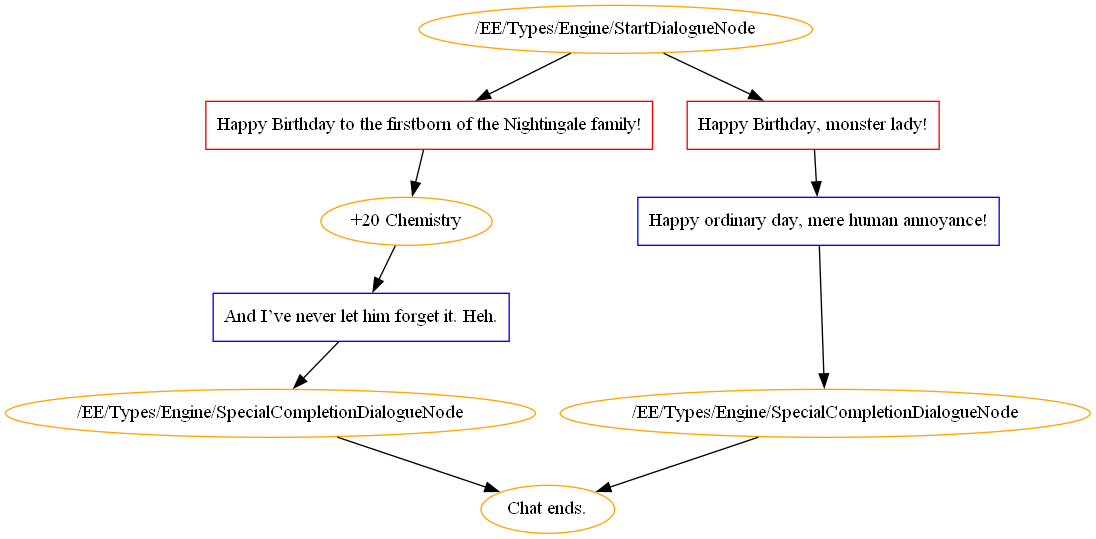 /EE/Types/Engine/StartDialogueNode
Happy Birthday to the firstborn of the Nightingale family!
Happy Birthday, monster lady!
+20 Chemistry
Happy ordinary day, mere human annoyance!
And I’ve never let him forget it. Heh.
/EE/Types/Engine/SpecialCompletionDialogueNode
/EE/Types/Engine/SpecialCompletionDialogueNode
Chat ends.